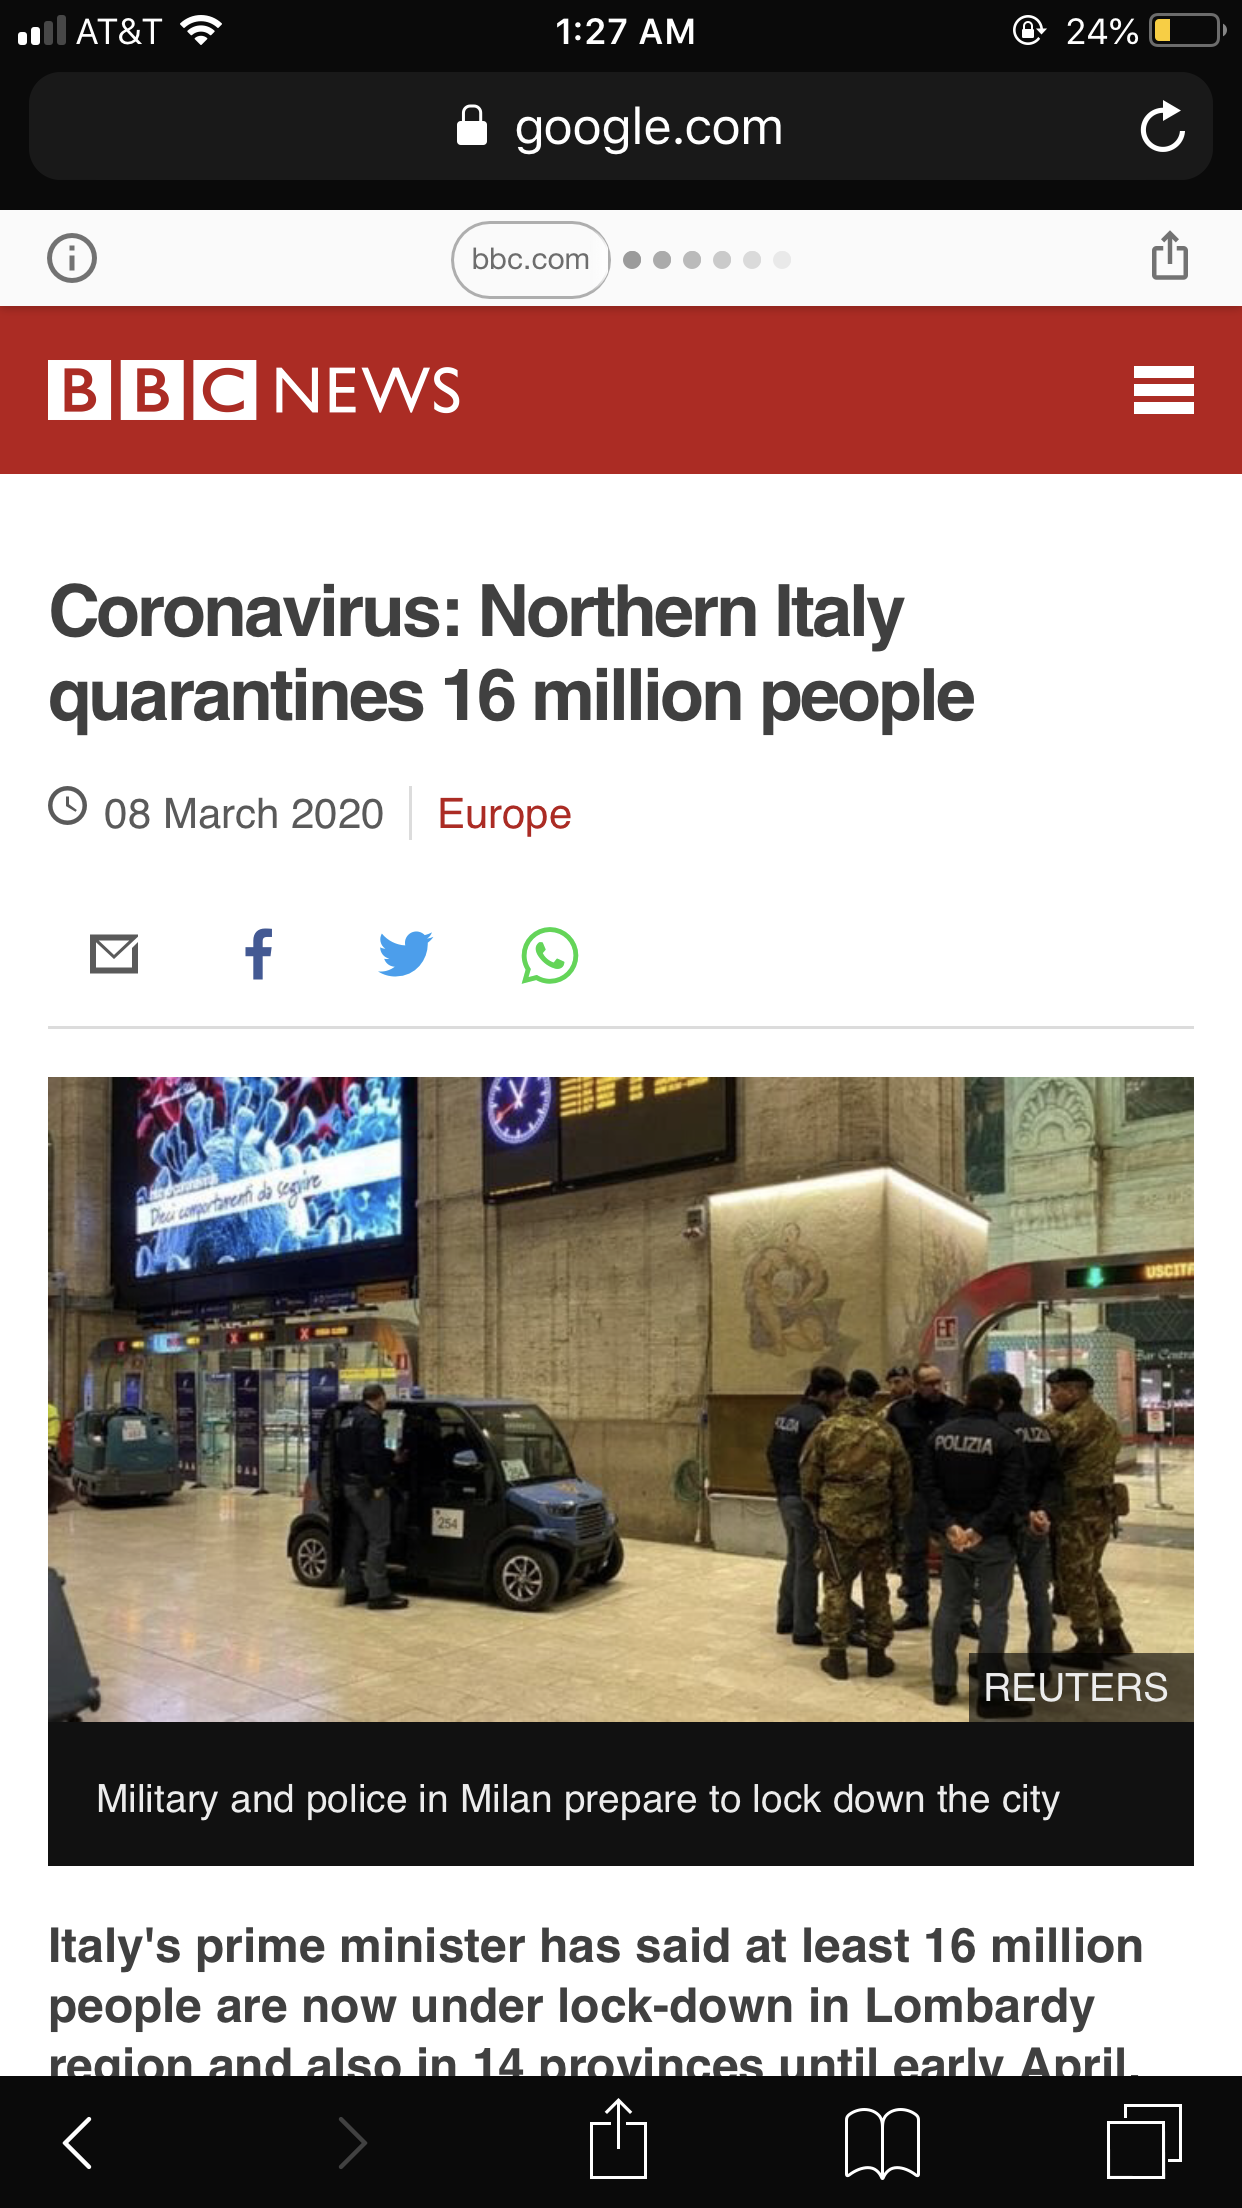 AT&T 1:27 AM 24%
google.com
bbc.com
BBC NEWS
Coronavirus: Northern Italy
quarantines 16 million people
08 March 2020 Europe
Dieci comportamenti da seguire
254
POLIZIA
REUTERS
Military and police in Milan prepare to lock down the city
Italy's prime minister has said at least 16 million
people are now under lock-down in Lombardy
region and also in 14 provinces until early April.